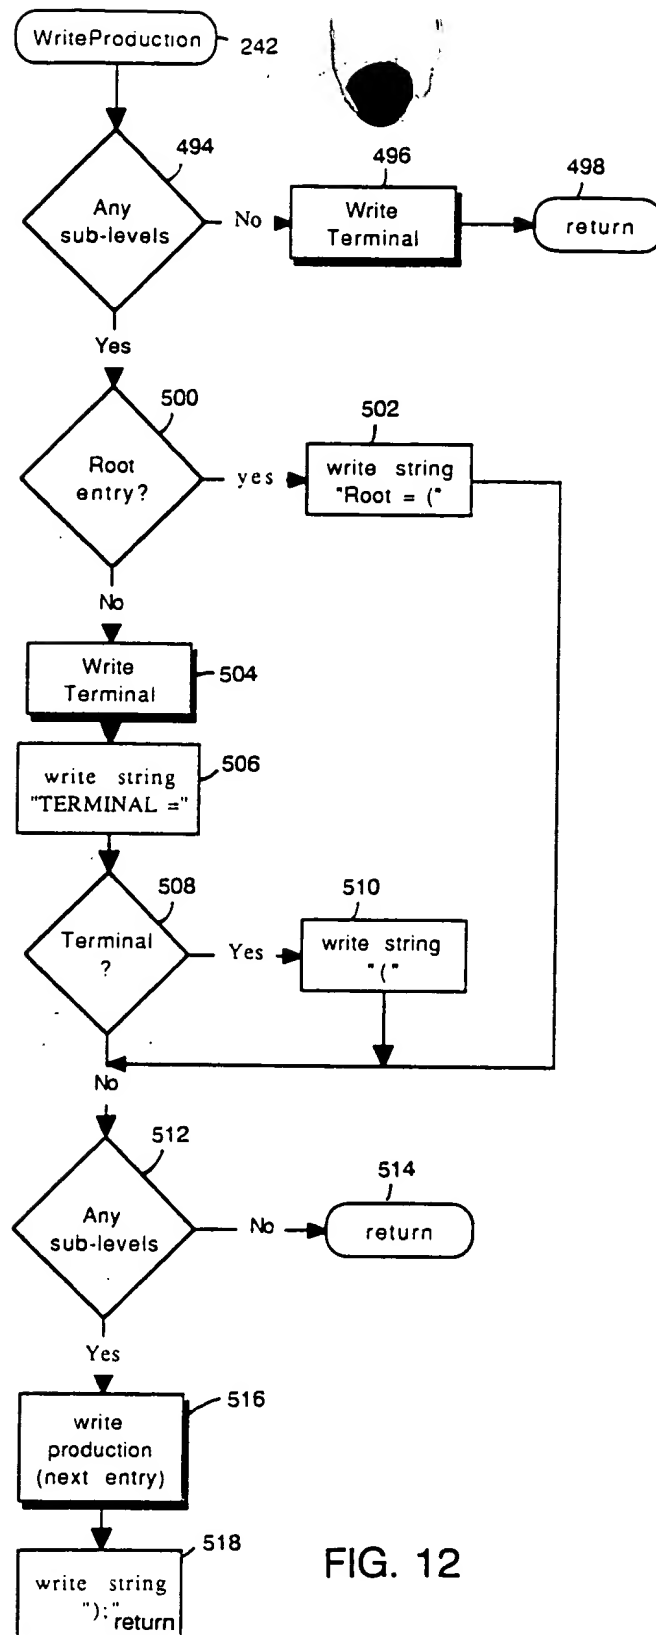 WriteProduction
242
494
496
498
Any
sub-levels
No
Write
Terminal
return
Yes
500
502
Root
entry?
yes
write string
"Root = ("
No
Write
Terminal
504
write string
"TERMINAL ="
506
508
510
Terminal
?
Yes
write string
"("
No
512
514
Any
sub-levels
No
return
Yes
516
write
production
(next entry)
518
write string
");"
return
FIG. 12